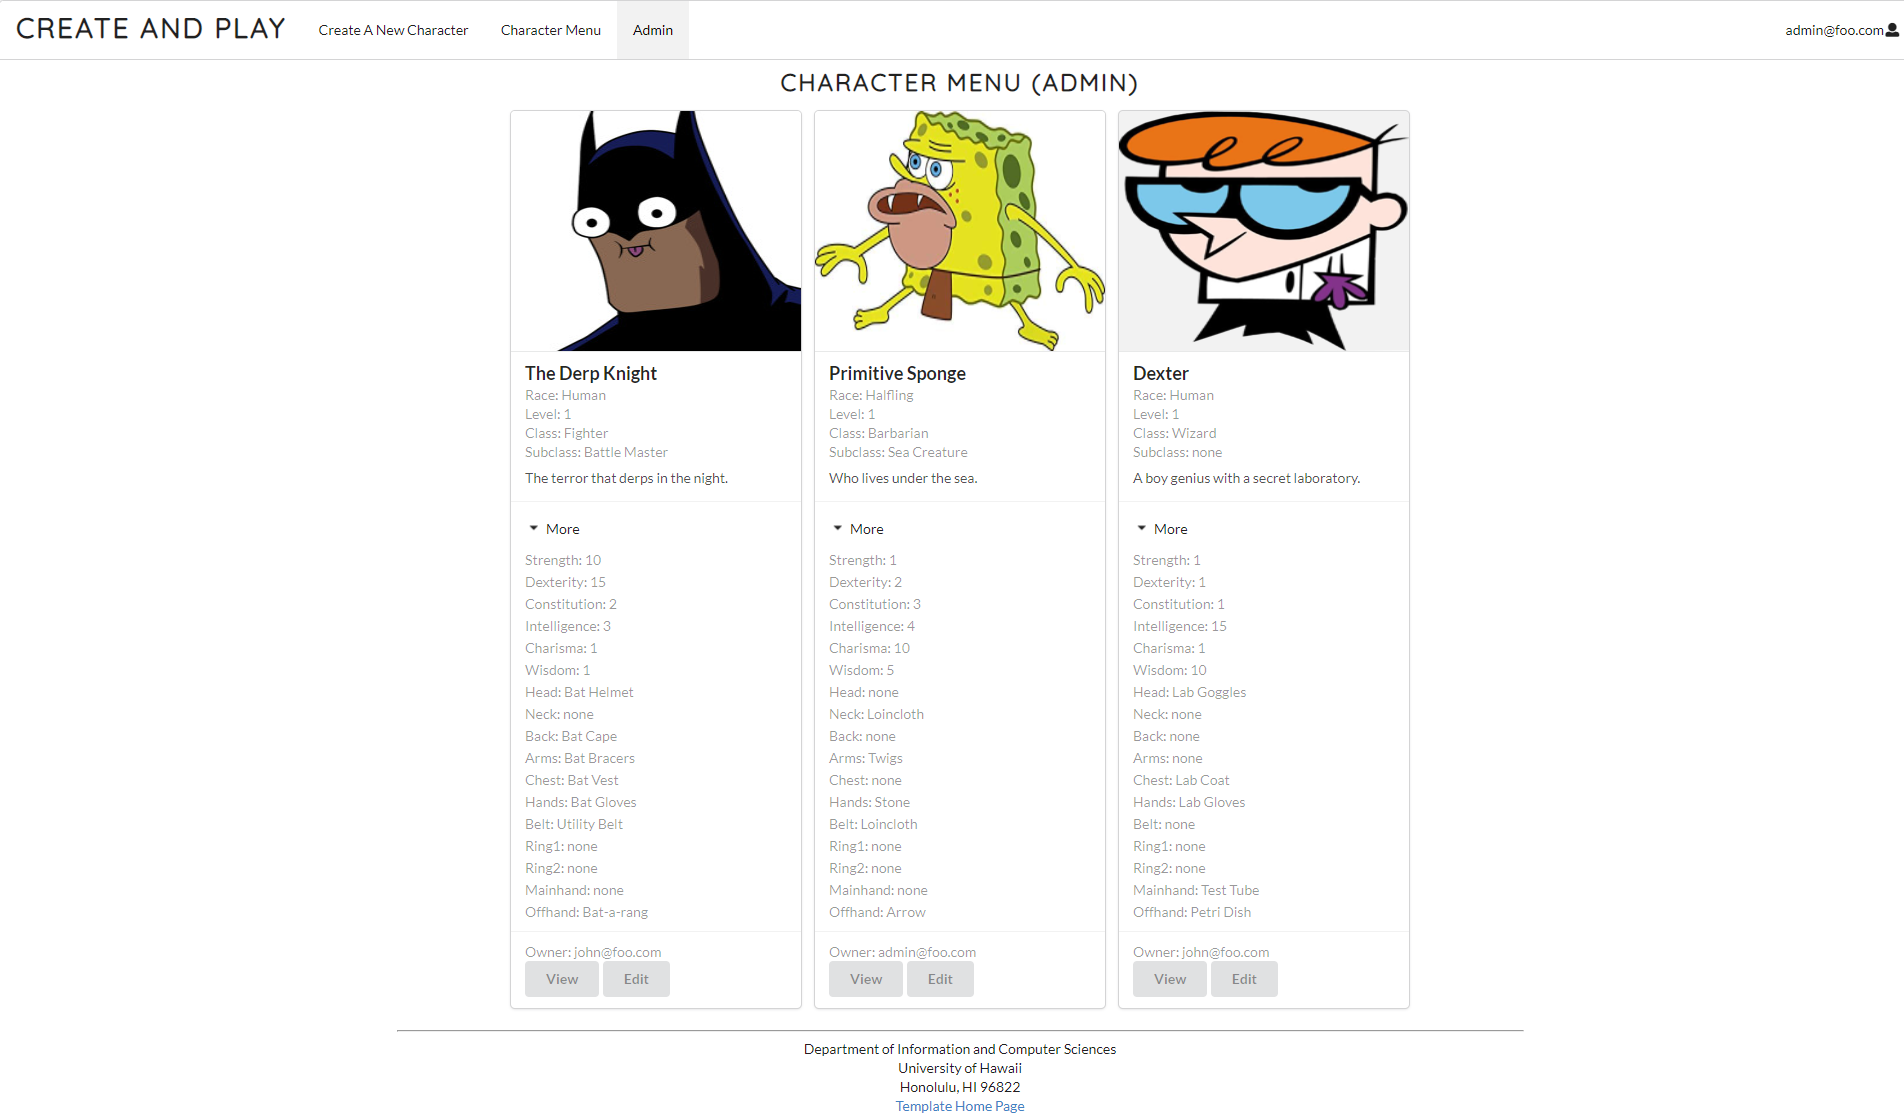 CREATE AND PLAY
Create A New Character
Character Menu
Admin
admin@foo.com
CHARACTER MENU (ADMIN)
The Derp Knight
Race: Human
Level: 1
Class: Fighter
Subclass: Battle Master
The terror that derps in the night.
More
Strength: 10
Dexterity: 15
Constitution: 2
Intelligence: 3
Charisma: 1
Wisdom: 1
Head: Bat Helmet
Neck: none
Back: Bat Cape
Arms: Bat Bracers
Chest: Bat Vest
Hands: Bat Gloves
Belt: Utility Belt
Ring1: none
Ring2: none
Mainhand: none
Offhand: Bat-a-rang
Owner: john@foo.com
View
Edit
Primitive Sponge
Race: Halfling
Level: 1
Class: Barbarian
Subclass: Sea Creature
Who lives under the sea.
More
Strength: 1
Dexterity: 2
Constitution: 3
Intelligence: 4
Charisma: 10
Wisdom: 5
Head: none
Neck: Loincloth
Back: none
Arms: Twigs
Chest: none
Hands: Stone
Belt: Loincloth
Ring1: none
Ring2: none
Mainhand: none
Offhand: Arrow
Owner: admin@foo.com
View
Edit
Dexter
Race: Human
Level: 1
Class: Wizard
Subclass: none
A boy genius with a secret laboratory.
More
Strength: 1
Dexterity: 1
Constitution: 1
Intelligence: 15
Charisma: 1
Wisdom: 10
Head: Lab Goggles
Neck: none
Back: none
Arms: none
Chest: Lab Coat
Hands: Lab Gloves
Belt: none
Ring1: none
Ring2: none
Mainhand: Test Tube
Offhand: Petri Dish
Owner: john@foo.com
View
Edit
Department of Information and Computer Sciences
University of Hawaii
Honolulu, HI 96822
Template Home Page